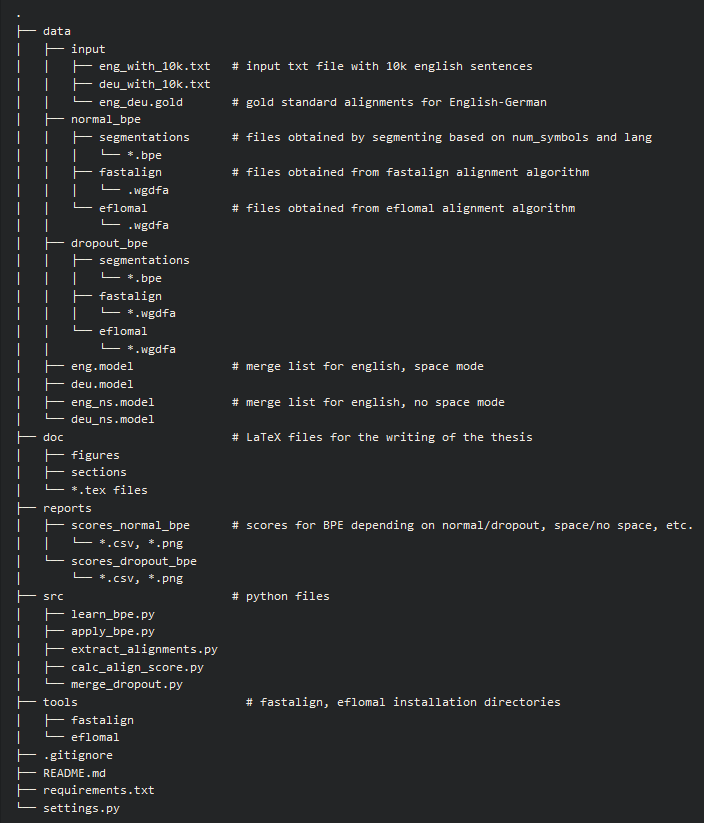 .
├── data
│   ├── input
│   │   ├── eng_with_10k.txt   # input txt file with 10k english sentences
│   │   ├── deu_with_10k.txt
│   │   └── eng_deu.gold       # gold standard alignments for English-German
│   ├── normal_bpe
│   │   ├── segmentations      # files obtained by segmenting based on num_symbols and lang
│   │   │   └── *.bpe
│   │   ├── fastalign          # files obtained from fastalign alignment algorithm
│   │   │   └── .wgdfa
│   │   └── eflomal            # files obtained from eflomal alignment algorithm
│   │       └── .wgdfa
│   ├── dropout_bpe
│   │   ├── segmentations
│   │   │   └── *.bpe
│   │   ├── fastalign
│   │   │   └── *.wgdfa
│   │   └── eflomal
│   │       └── *.wgdfa
│   ├── eng.model              # merge list for english, space mode
│   ├── deu.model
│   ├── eng_ns.model           # merge list for english, no space mode
│   └── deu_ns.model
├── doc                        # LaTeX files for the writing of the thesis
│   ├── figures
│   ├── sections
│   └── *.tex files
├── reports
│   ├── scores_normal_bpe      # scores for BPE depending on normal/dropout, space/no space, etc.
│   │   └── *.csv, *.png
│   └── scores_dropout_bpe
│       └── *.csv, *.png
├── src                        # python files
│   ├── learn_bpe.py
│   ├── apply_bpe.py
│   ├── extract_alignments.py
│   ├── calc_align_score.py
│   └── merge_dropout.py
├── tools                        # fastalign, eflomal installation directories
│   ├── fastalign
│   └── eflomal
├── .gitignore
├── README.md
├── requirements.txt
└── settings.py